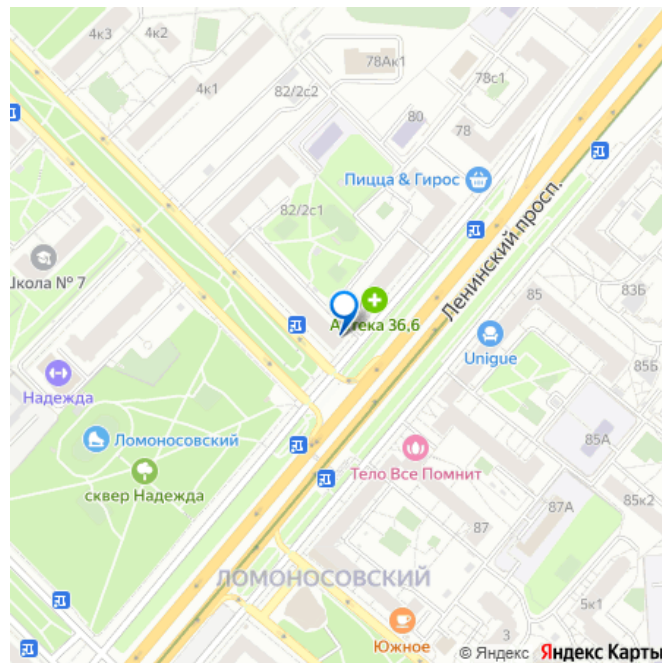 4к3
4к2
78Ак1
78с1
4к1
82/2с2
80
78
Пицца & Гирос
82/2с1
Ленинский просп.
Школа № 7
85
83Б
Аптека 36,6
Unigue
85Б
Надежда
Ломоносовский
85А
Тело Все Помнит
сквер Надежда
87А
85к2
87
ЛОМОНОСОВСКИЙ
5к1
3
Южное
© Яндекс Яндекс Карты